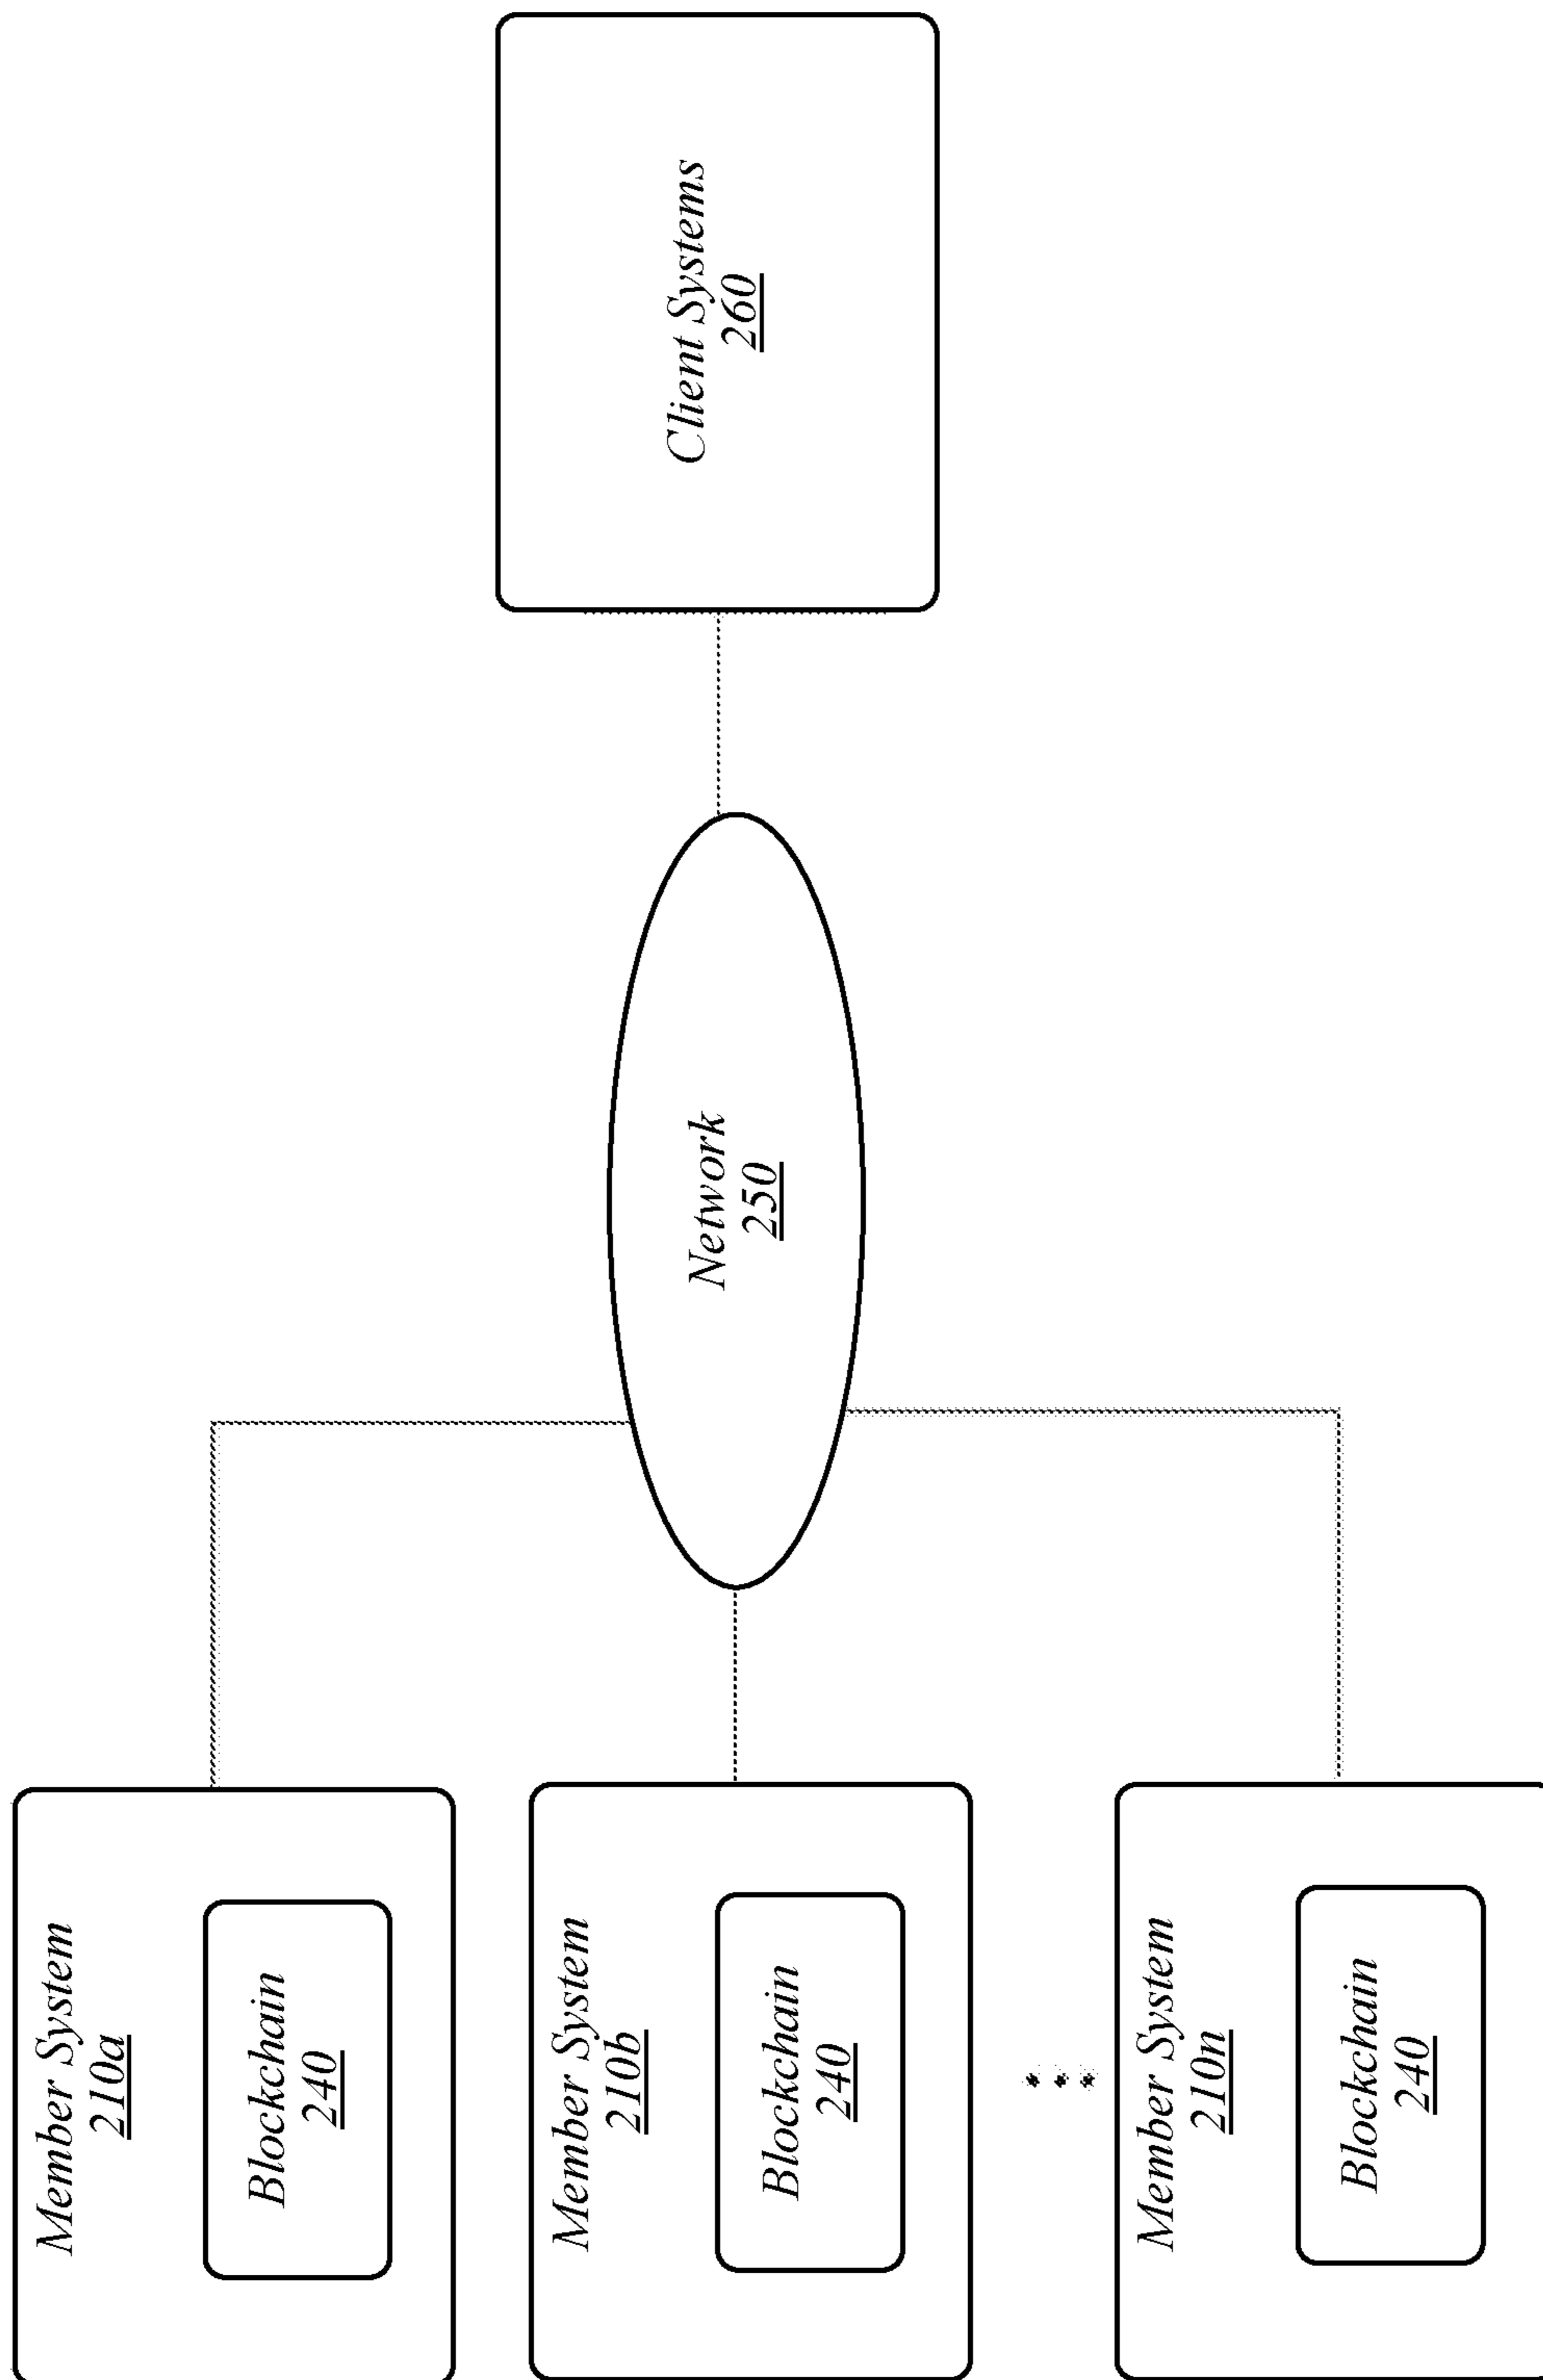 Member System
210a
Blockchain
240
Member System
210b
Blockchain
240
Member System
210n
Blockchain
240
Network
250
Client Systems
260